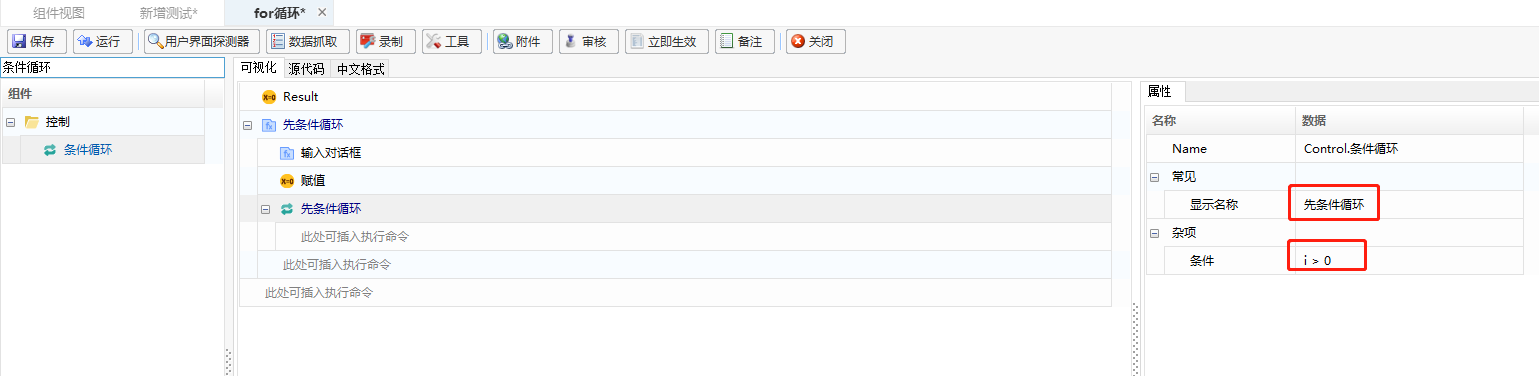 组件视图 新增测试* for循环* ×
保存 运行 用户界面探测器 数据抓取 录制 工具 附件 审核 立即生效 备注 关闭
条件循环
组件
控制
条件循环
可视化 源代码 中文格式
Result
先条件循环
输入对话框
赋值
先条件循环
此处可插入执行命令
此处可插入执行命令
此处可插入执行命令
属性
名称 数据
Name Control.条件循环
常见
显示名称 先条件循环
杂项
条件 i > 0